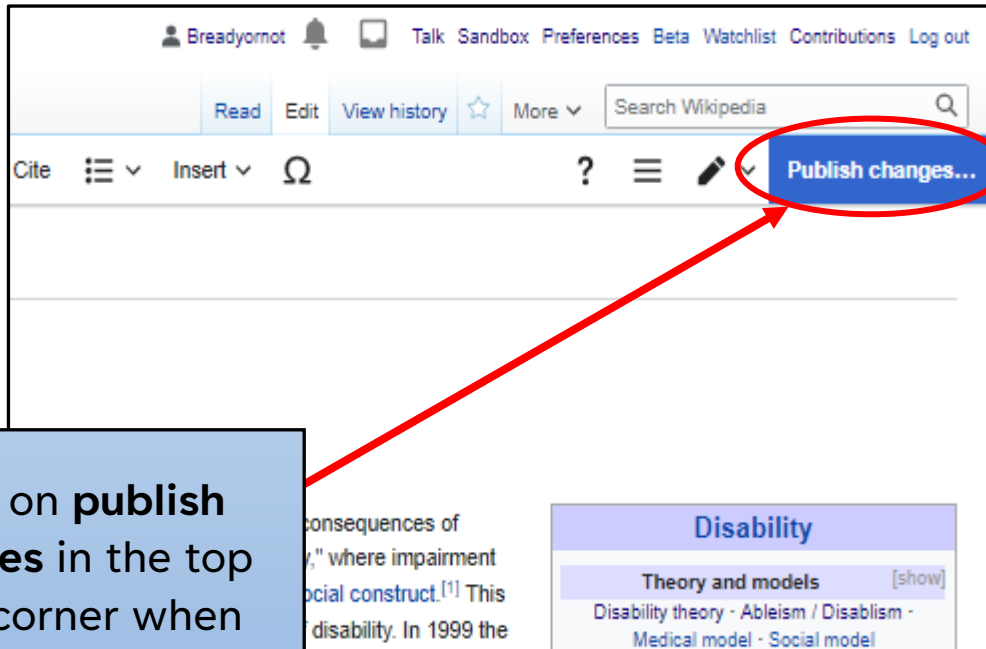 Breadyornot Talk Sandbox Preferences Beta Watchlist Contributions Log out
Read Edit View history More Search Wikipedia
Cite Insert Ω ? Publish changes...
on publish
es in the top
corner when
consequences of
," where impairment
ocial construct.[1] This
disability. In 1999 the
Disability
Theory and models [show]
Disability theory · Ableism / Disablism ·
Medical model · Social model